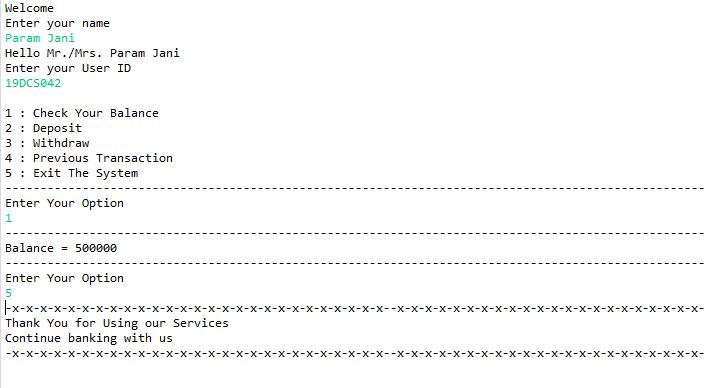 Welcome
Enter your name
Param Jani
Hello Mr./Mrs. Param Jani
Enter your User ID
19DCS042
1 : Check Your Balance
2 : Deposit
3 : Withdraw
4 : Previous Transaction
5 : Exit The System
----------------------------------------------------------------------------------------------------
Enter Your Option
1
----------------------------------------------------------------------------------------------------
Balance = 500000
----------------------------------------------------------------------------------------------------
Enter Your Option
5
-x-x-x-x-x-x-x-x-x-x-x-x-x-x-x-x-x-x-x-x-x-x-x-x-x-x-x--x-x-x-x-x-x-x-x-x-x-x-x-x-x-x-x-x-x-x-x-x-x-
Thank You for Using our Services
Continue banking with us
-x-x-x-x-x-x-x-x-x-x-x-x-x-x-x-x-x-x-x-x-x-x-x-x-x-x-x--x-x-x-x-x-x-x-x-x-x-x-x-x-x-x-x-x-x-x-x-x-x-